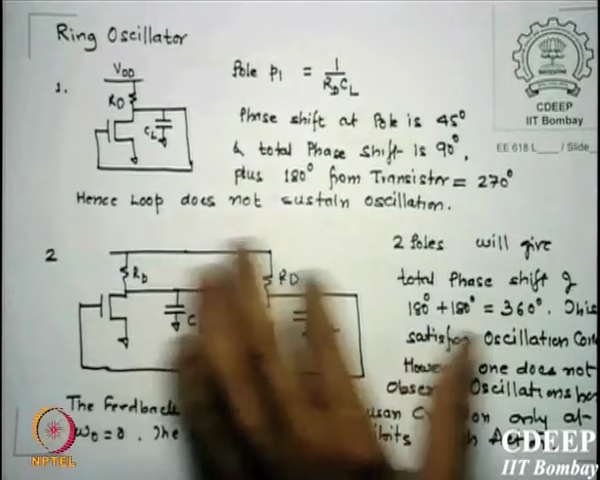 Ring Oscillator
CDEEP
IIT Bombay
EE 618 L____ / Slide
1.
VDD
RD
CL
Pole P1 = 1/RDCL
Phase shift at Pole is 45°
& total Phase shift is 90°,
plus 180° from Transistor = 270°
Hence Loop does not sustain oscillation.
2
RD
RD
C
2 Poles will give
total Phase shift of
180° + 180° = 360°. This
satisfies Oscillation
However one does not
Observe Oscillations
The Feedback
only at
ω0 = 0. The
NPTEL
CDEEP
IIT Bombay